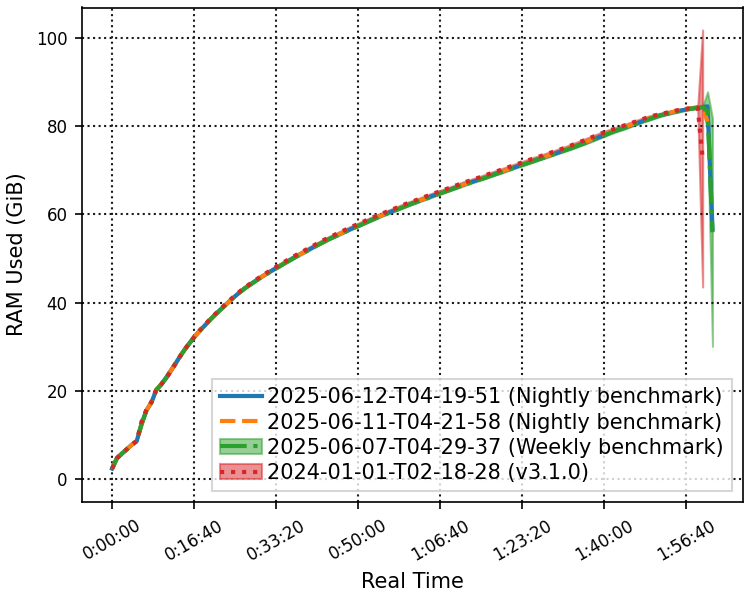 100
80
60
40
20
0
RAM Used (GiB)
2025-06-12-T04-19-51 (Nightly benchmark)
2025-06-11-T04-21-58 (Nightly benchmark)
2025-06-07-T04-29-37 (Weekly benchmark)
2024-01-01-T02-18-28 (v3.1.0)
0:00:00
0:16:40
0:33:20
0:50:00
1:06:40
1:23:20
1:40:00
1:56:40
Real Time